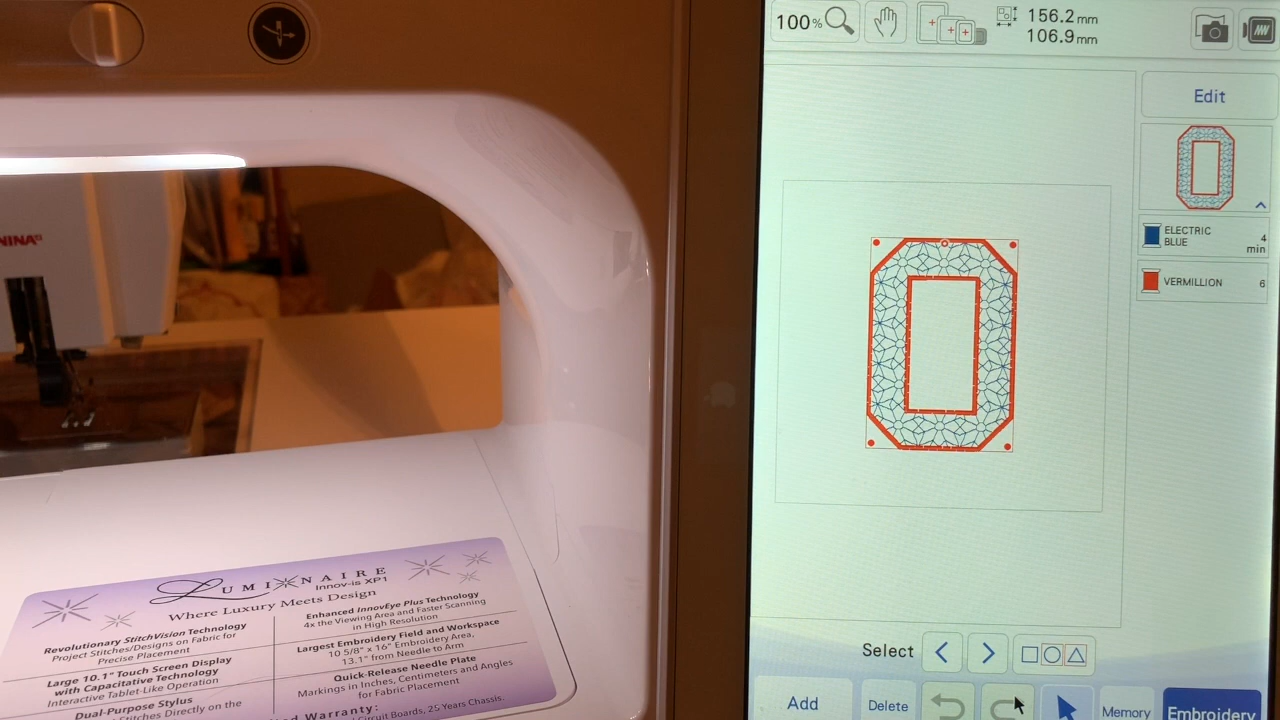 100%
156.2 mm
106.9 mm
Edit
ELECTRIC BLUE
4 min
VERMILLION 6
Select
Add
Delete
Memory
Embroidery
LUMINAIRE
Innov-is XP1
Where Luxury Meets Design
Revolutionary StitchVision Technology
Project Stitches/Designs on Fabric for
Precise Placement
Large 10.1" Touch Screen Display
with Capacitative Technology
Interactive Tablet-Like Operation
Dual-Purpose Stylus
Stitches Directly on the
Enhanced InnovEye Plus Technology
4x the Viewing Area and Faster Scanning
in High Resolution
Largest Embroidery Field and Workspace
10 5/8" x 16" Embroidery Area,
13.1" from Needle to Arm
Quick-Release Needle Plate
Markings in Inches, Centimeters and Angles
for Fabric Placement
Warranty:
Circuit Boards, 25 Years Chassis.